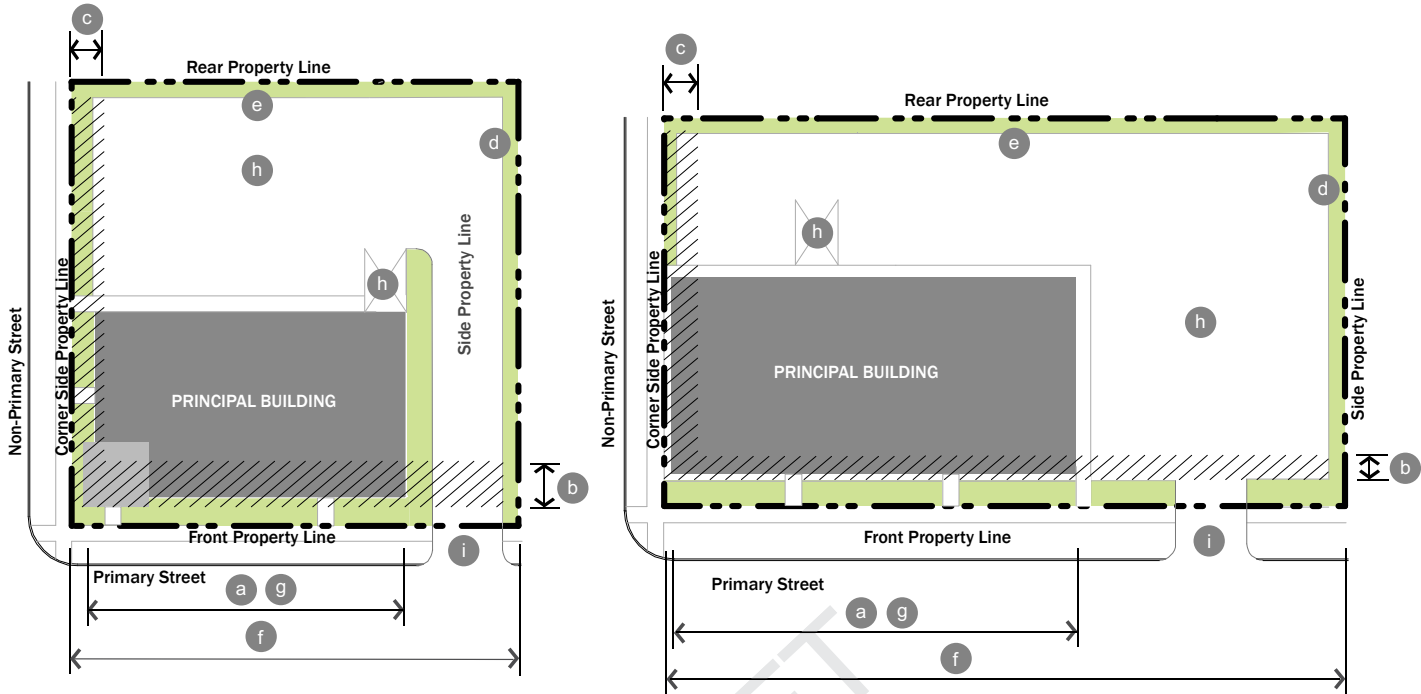 c
Rear Property Line
e
d
h
h
Non-Primary Street
Corner Side Property Line
Side Property Line
PRINCIPAL BUILDING
b
Front Property Line
i
Primary Street
a g
f
c
Rear Property Line
e
d
h
h
Non-Primary Street
Corner Side Property Line
Side Property Line
PRINCIPAL BUILDING
b
Front Property Line
i
Primary Street
a g
f